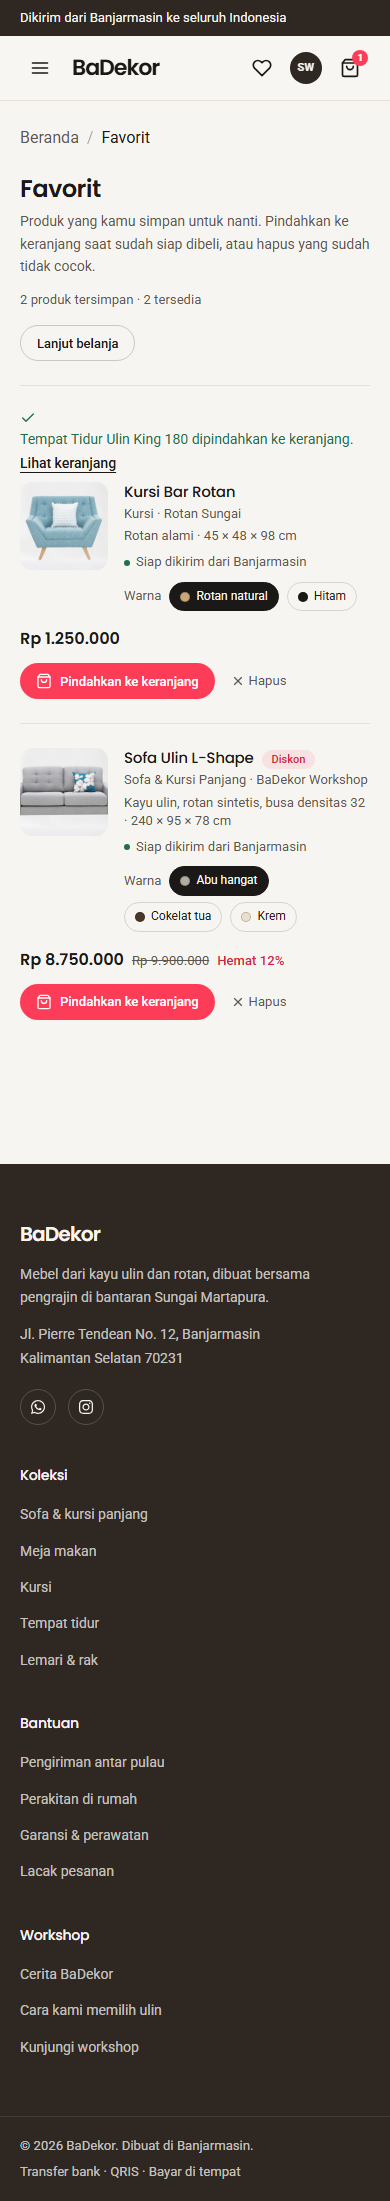 Dikirim dari Banjarmasin ke seluruh Indonesia
BaDekor
SW
1
Beranda / Favorit
Favorit
Produk yang kamu simpan untuk nanti. Pindahkan ke
keranjang saat sudah siap dibeli, atau hapus yang sudah
tidak cocok.
2 produk tersimpan · 2 tersedia
Lanjut belanja
Tempat Tidur Ulin King 180 dipindahkan ke keranjang.
Lihat keranjang
Kursi Bar Rotan
Kursi · Rotan Sungai
Rotan alami · 45 × 48 × 98 cm
Siap dikirim dari Banjarmasin
Warna Rotan natural Hitam
Rp 1.250.000
Pindahkan ke keranjang Hapus
Sofa Ulin L-Shape Diskon
Sofa & Kursi Panjang · BaDekor Workshop
Kayu ulin, rotan sintetis, busa densitas 32
· 240 × 95 × 78 cm
Siap dikirim dari Banjarmasin
Warna Abu hangat
Cokelat tua Krem
Rp 8.750.000 Rp 9.900.000 Hemat 12%
Pindahkan ke keranjang Hapus
BaDekor
Mebel dari kayu ulin dan rotan, dibuat bersama
pengrajin di bantaran Sungai Martapura.
Jl. Pierre Tendean No. 12, Banjarmasin
Kalimantan Selatan 70231
Koleksi
Sofa & kursi panjang
Meja makan
Kursi
Tempat tidur
Lemari & rak
Bantuan
Pengiriman antar pulau
Perakitan di rumah
Garansi & perawatan
Lacak pesanan
Workshop
Cerita BaDekor
Cara kami memilih ulin
Kunjungi workshop
© 2026 BaDekor. Dibuat di Banjarmasin.
Transfer bank · QRIS · Bayar di tempat